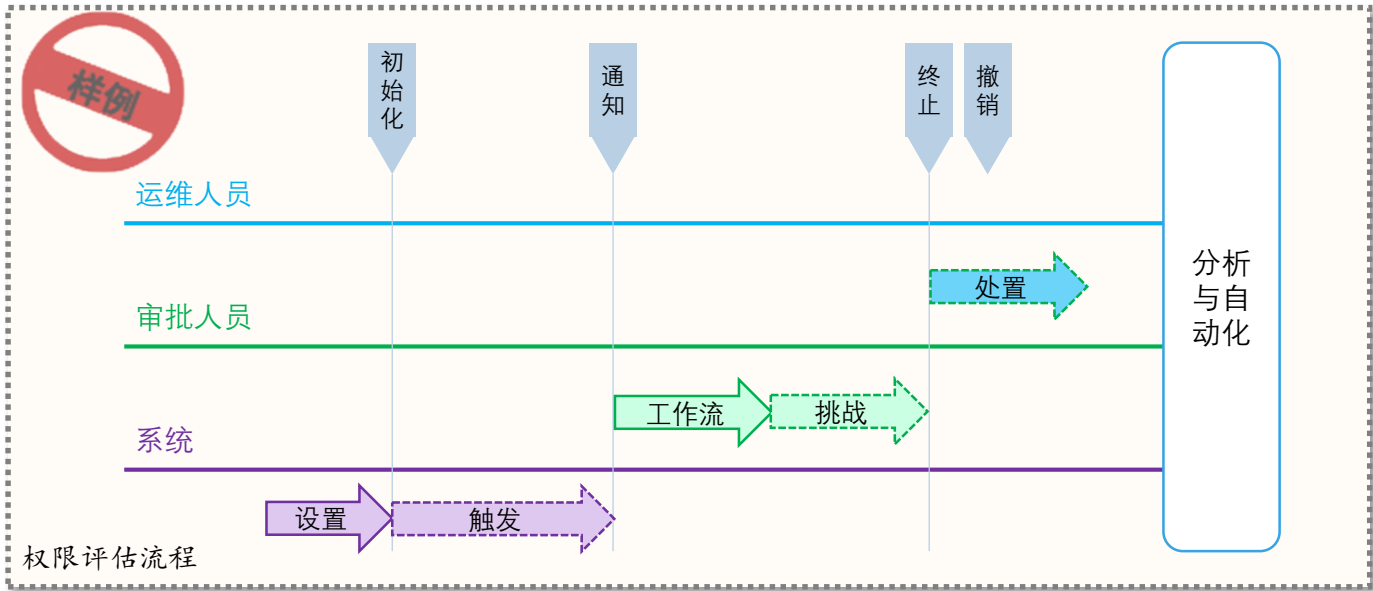 样例
初始化
通知
终止
撤销
运维人员
处置
审批人员
工作流
挑战
系统
设置
触发
权限评估流程
分析
与自
动化